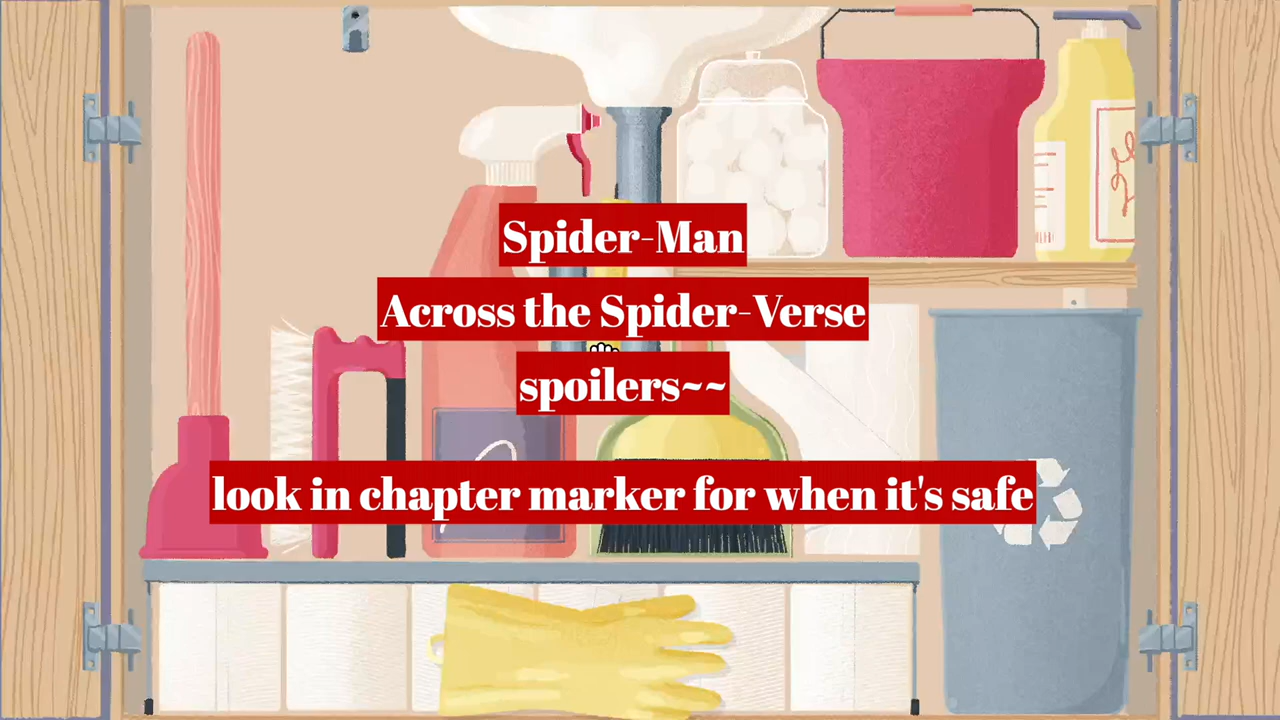 Spider-Man
Across the Spider-Verse
spoilers~~
look in chapter marker for when it's safe